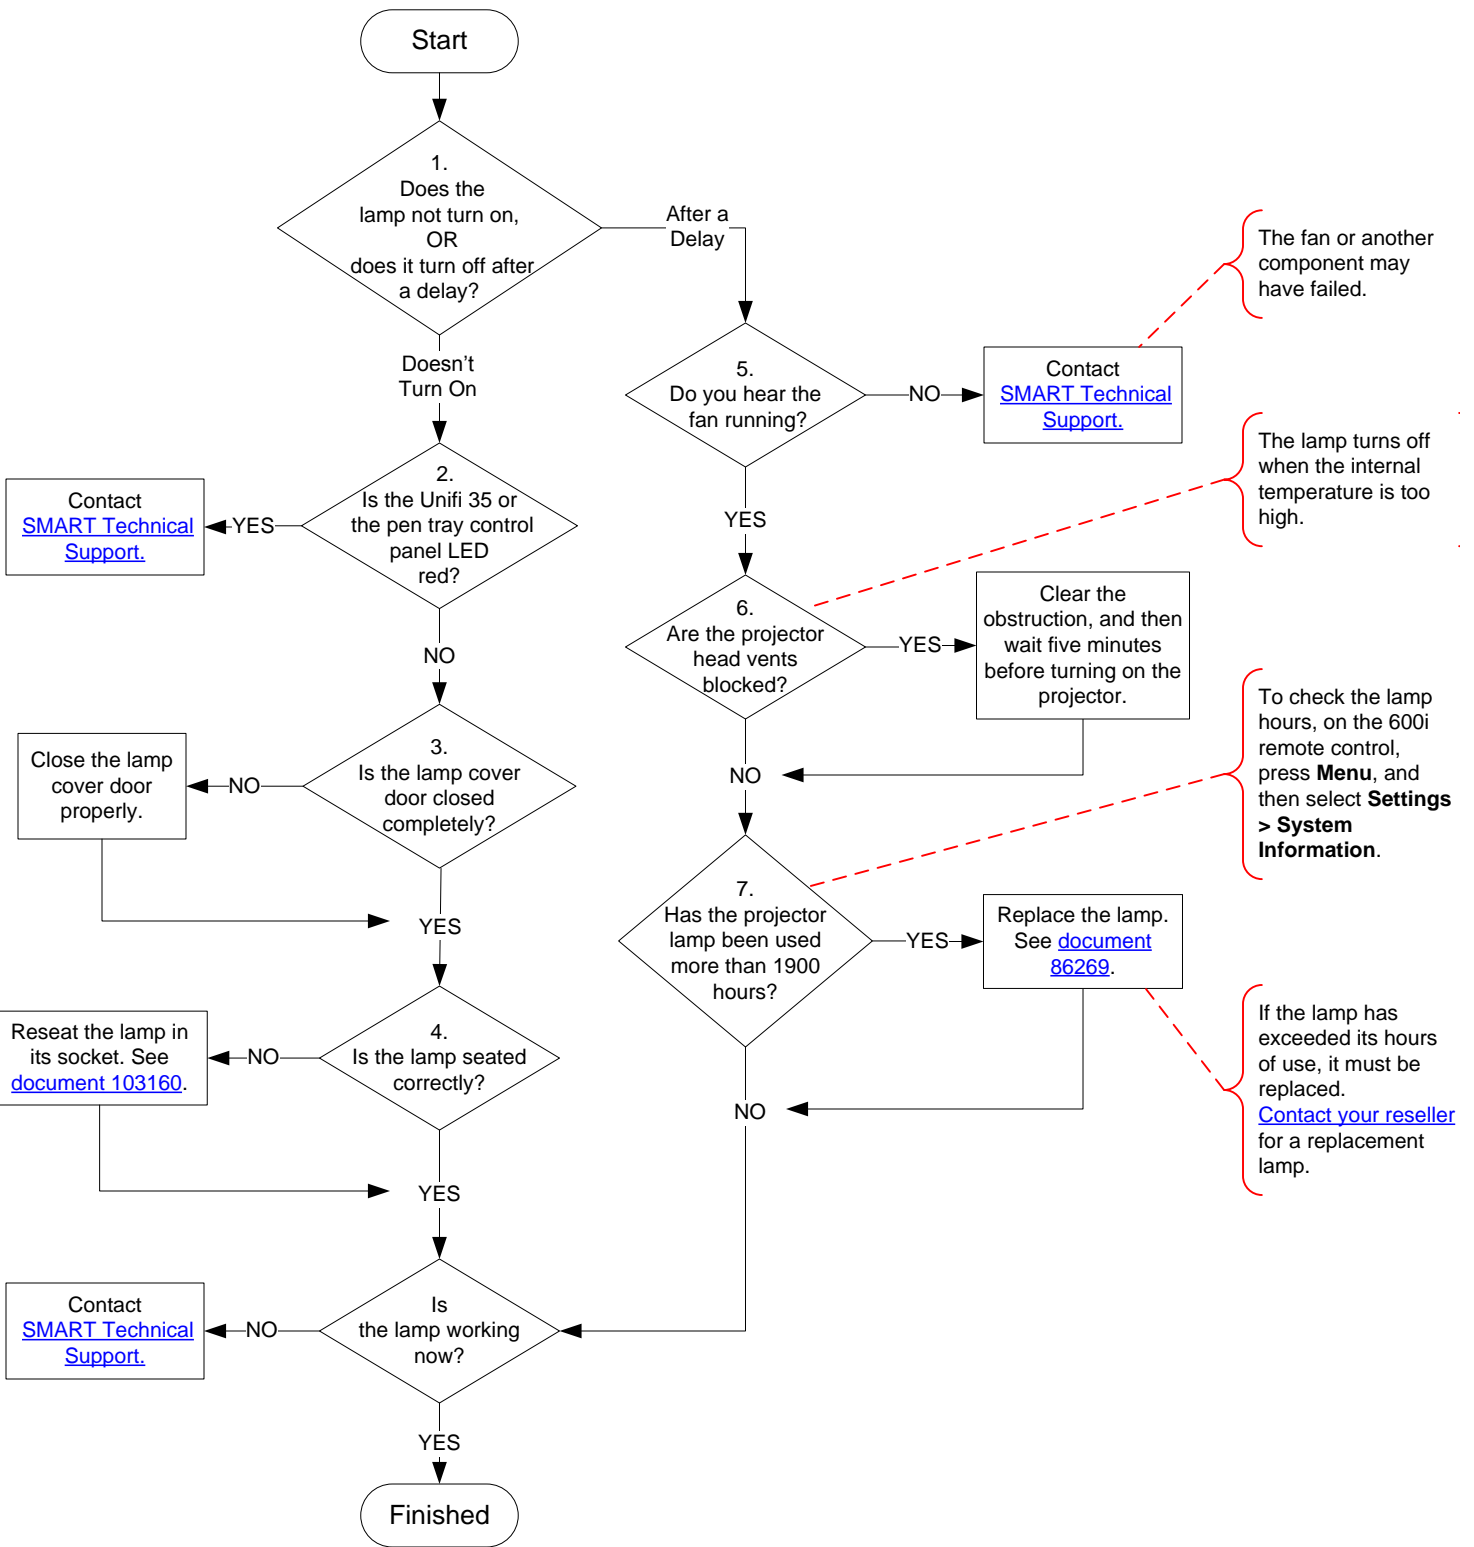 Start
1.
Does the
lamp not turn on,
OR
does it turn off after
a delay?
After a
Delay
Doesn't
Turn On
The fan or another
component may
have failed.
5.
Do you hear the
fan running?
NO
Contact
SMART Technical
Support.
2.
Is the Unifi 35 or
the pen tray control
panel LED
red?
YES
Contact
SMART Technical
Support.
YES
The lamp turns off
when the internal
temperature is too
high.
NO
6.
Are the projector
head vents
blocked?
YES
Clear the
obstruction, and then
wait five minutes
before turning on the
projector.
3.
Is the lamp cover
door closed
completely?
NO
Close the lamp
cover door
properly.
NO
To check the lamp
hours, on the 600i
remote control,
press Menu, and
then select Settings
> System
Information.
YES
7.
Has the projector
lamp been used
more than 1900
hours?
YES
Replace the lamp.
See document
86269.
4.
Is the lamp seated
correctly?
NO
Reseat the lamp in
its socket. See
document 103160.
NO
If the lamp has
exceeded its hours
of use, it must be
replaced.
Contact your reseller
for a replacement
lamp.
YES
Is
the lamp working
now?
NO
Contact
SMART Technical
Support.
YES
Finished